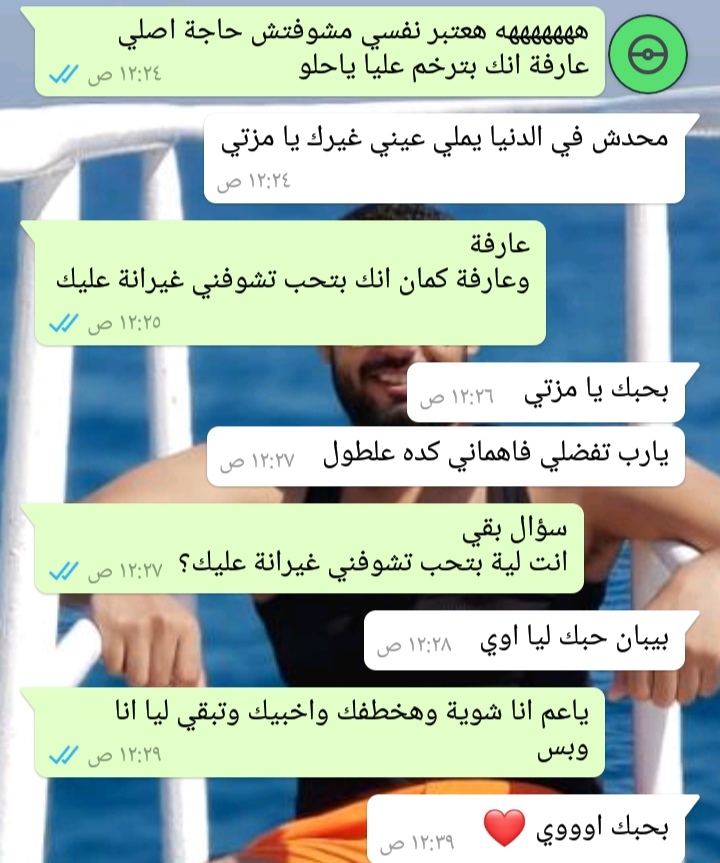 ههههههههه هعتبر نفسي مشوفتش حاجة اصلي
عارفة انك بترخم عليا ياحلو
١٢:٢٤ ص
محدش في الدنيا يملي عيني غيرك يا مزتي
١٢:٢٤ ص
عارفة
وعارفة كمان انك بتحب تشوفني غيرانة عليك
١٢:٢٥ ص
بحبك يا مزتي ١٢:٢٦ ص
يارب تفضلي فاهماني كده علطول ١٢:٢٧ ص
سؤال بقي
انت لية بتحب تشوفني غيرانة عليك؟ ١٢:٢٧ ص
بيبان حبك ليا اوي ١٢:٢٨ ص
ياعم انا شوية وهخطفك واخبيك وتبقي ليا انا
وبس
١٢:٢٩ ص
بحبك اوووي ❤️ ١٢:٣٩ ص